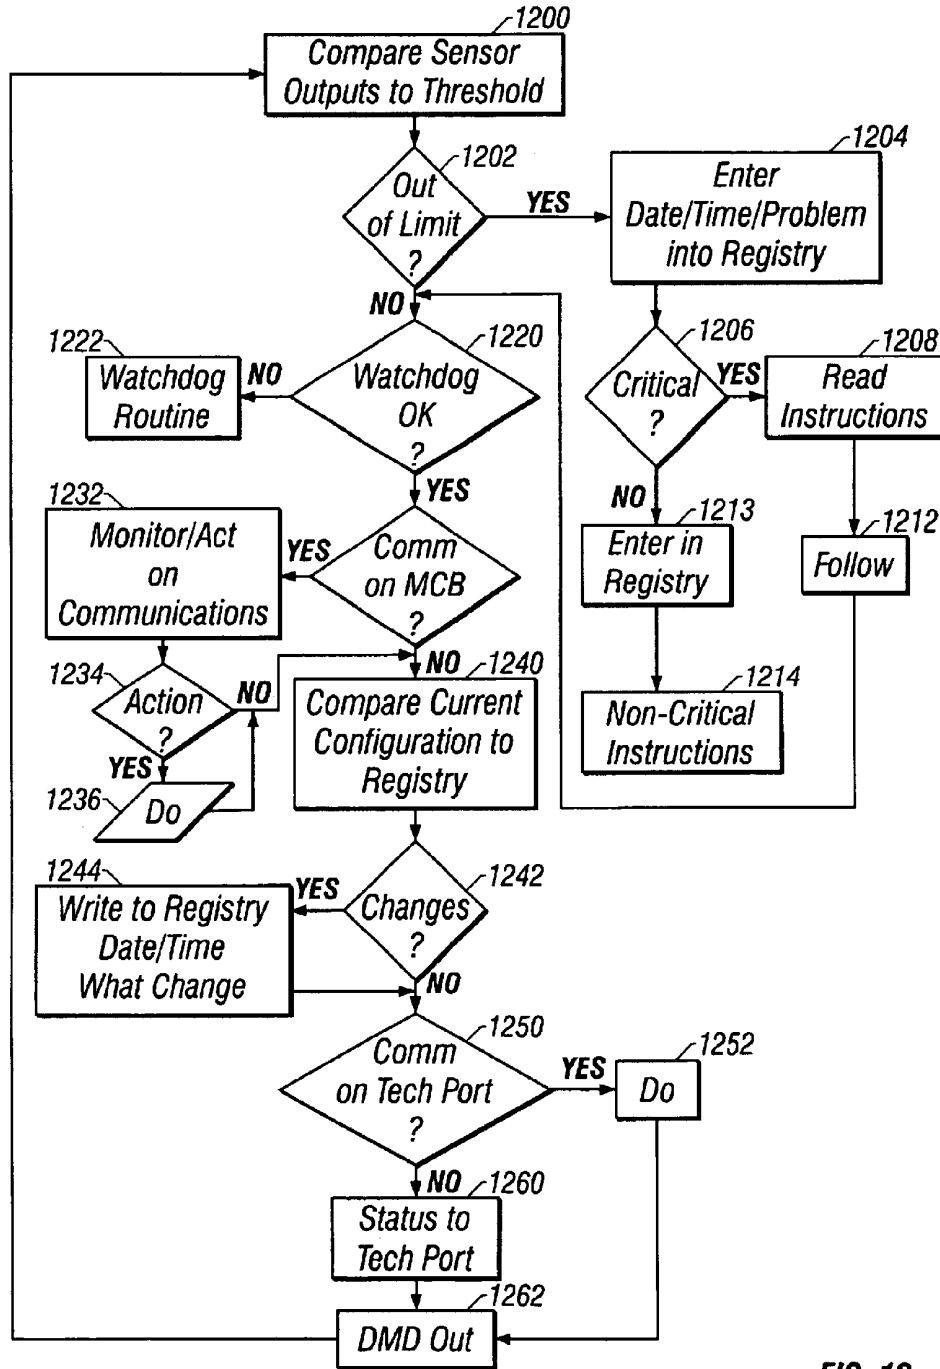 1200
Compare Sensor
Outputs to Threshold
1202
Out
of Limit
?
YES
1204
Enter
Date/Time/Problem
into Registry
NO
1206
Critical
?
YES
1208
Read
Instructions
1220
Watchdog
OK
?
NO
1222
Watchdog
Routine
YES
NO
1213
Enter in
Registry
1212
Follow
1232
Monitor/Act
on
Communications
YES
Comm
on MCB
?
1234
Action
?
NO
YES
1236
Do
NO
1240
Compare Current
Configuration to
Registry
1214
Non-Critical
Instructions
1242
Changes
?
YES
1244
Write to Registry
Date/Time
What Change
NO
1250
Comm
on Tech Port
?
YES
1252
Do
NO
1260
Status to
Tech Port
1262
DMD Out